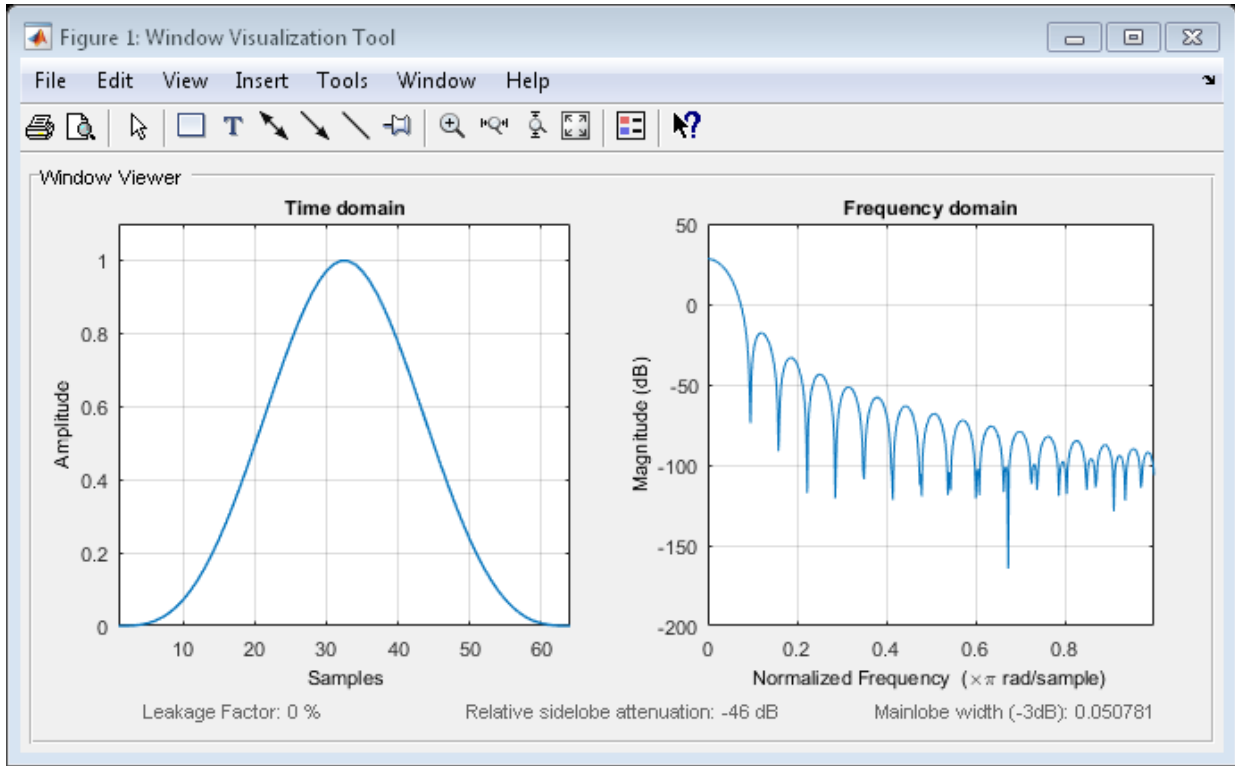 Figure 1: Window Visualization Tool
File Edit View Insert Tools Window Help
T
?
Window Viewer
Time domain
1
0.8
0.6
0.4
0.2
0
Amplitude
10 20 30 40 50 60
Samples
Frequency domain
50
0
-50
-100
-150
-200
Magnitude (dB)
0 0.2 0.4 0.6 0.8
Normalized Frequency (×π rad/sample)
Leakage Factor: 0 % Relative sidelobe attenuation: -46 dB Mainlobe width (-3dB): 0.050781